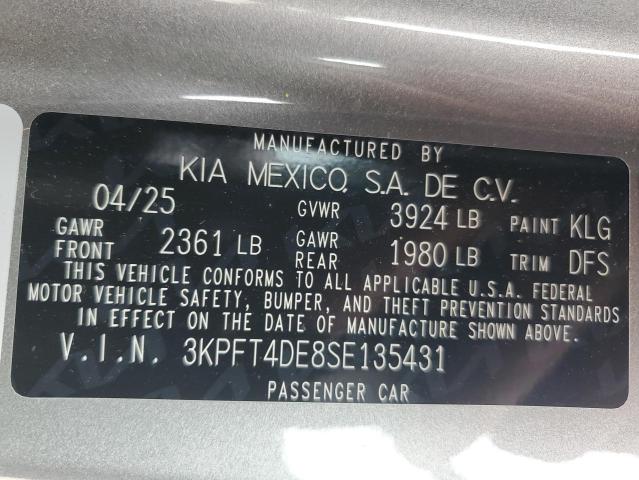 MANUFACTURED BY
KIA MEXICO, S.A. DE C.V.
04/25 GVWR 3924 LB PAINT KLG
GAWR FRONT 2361 LB GAWR REAR 1980 LB TRIM DFS
THIS VEHICLE CONFORMS TO ALL APPLICABLE U.S.A. FEDERAL
MOTOR VEHICLE SAFETY, BUMPER, AND THEFT PREVENTION STANDARDS
IN EFFECT ON THE DATE OF MANUFACTURE SHOWN ABOVE.
V.I.N. 3KPFT4DE8SE135431
PASSENGER CAR